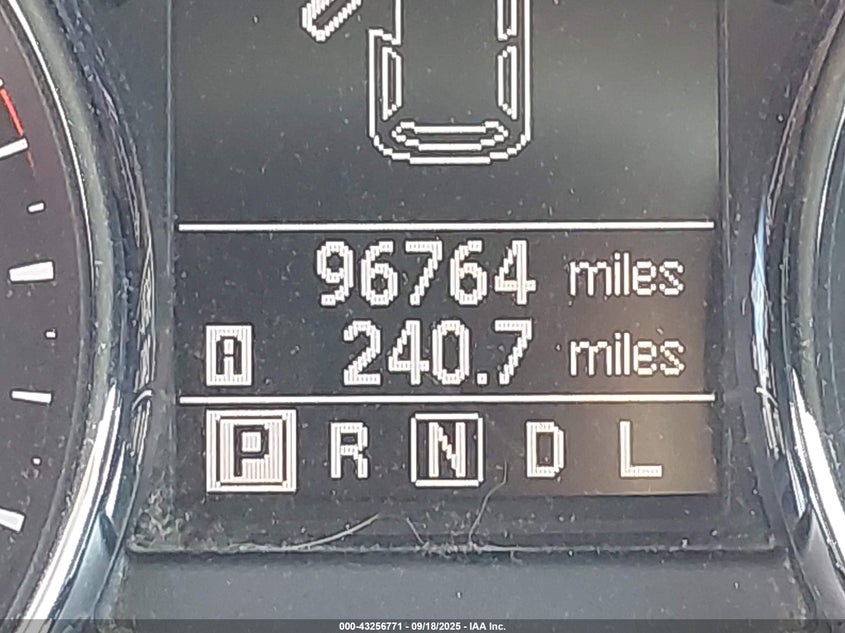 96764 miles
A 240.7 miles
P R N D L
000-43256771 - 09/18/2025 - IAA Inc.